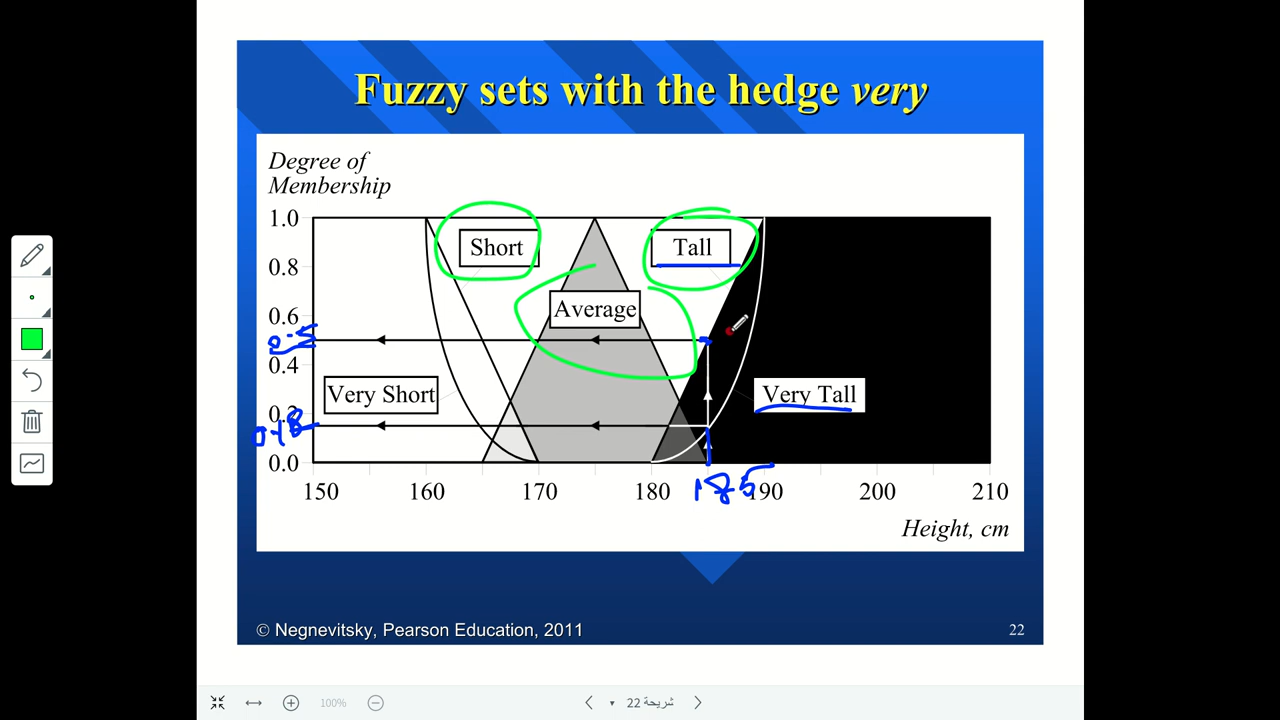 Fuzzy sets with the hedge very
Degree of
Membership
1.0
0.8
0.6
0.4
0.2
0.0
Short
Tall
Average
Very Short
Very Tall
0.5
185
150 160 170 180 190 200 210
Height, cm
© Negnevitsky, Pearson Education, 2011
22
100%
شريحة 22